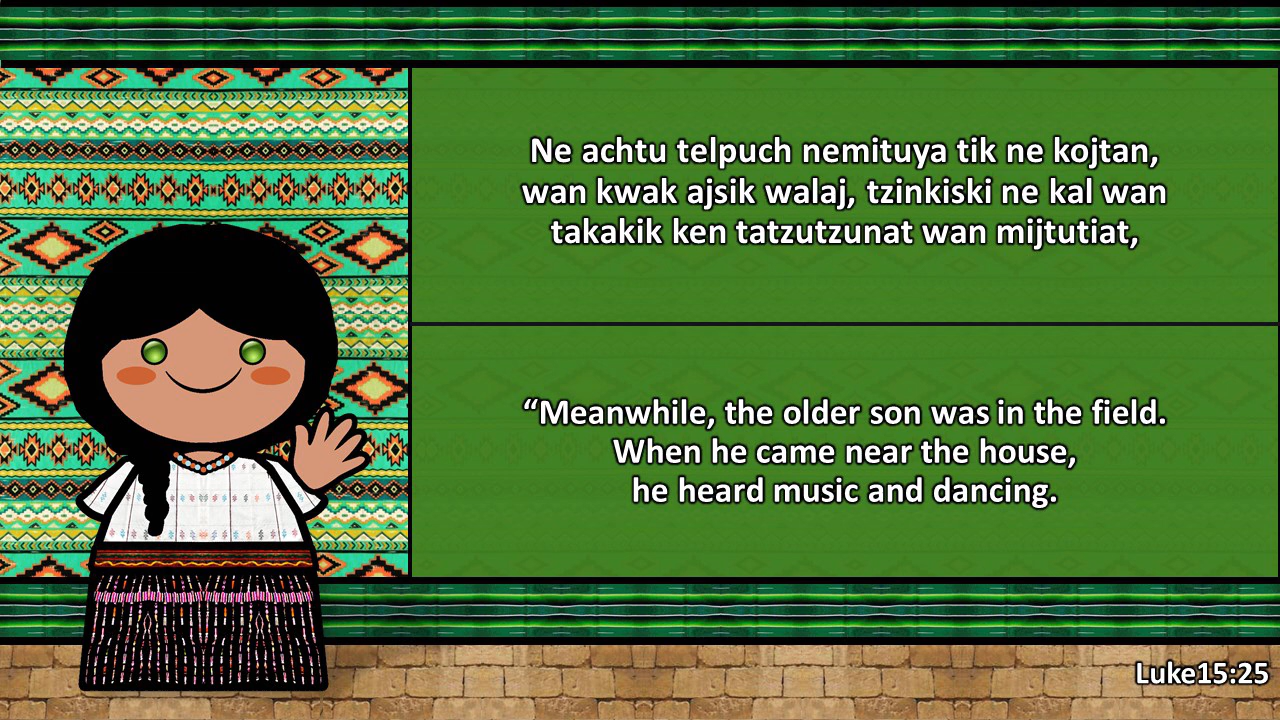 Ne achtu telpuch nemituya tik ne kojtan,
wan kwak ajsik walaj, tzinkiski ne kal wan
takakik ken tatzutzunat wan mijtutiat,
“Meanwhile, the older son was in the field.
When he came near the house,
he heard music and dancing.
Luke15:25